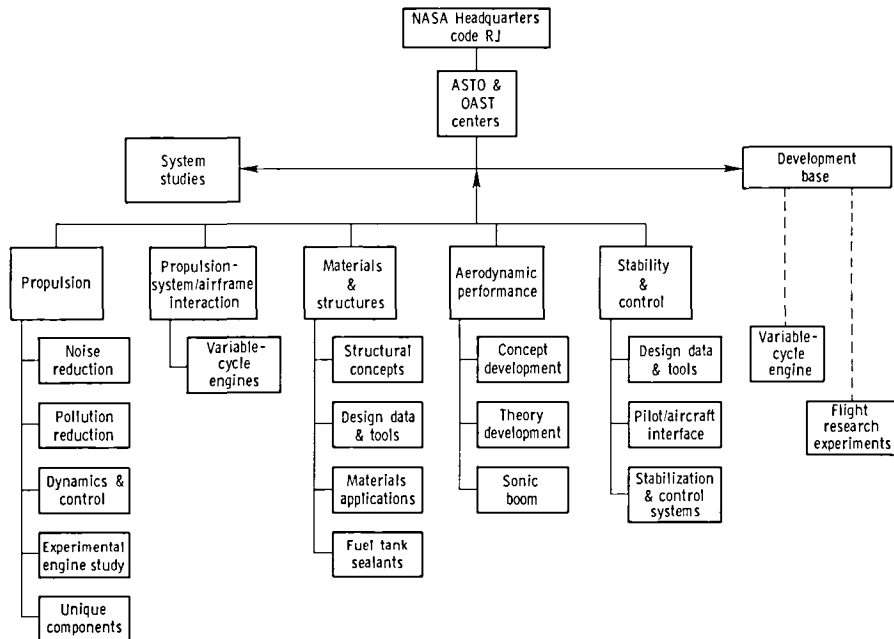 NASA Headquarters
code RJ
ASTO &
OAST
centers
System
studies
Development
base
Propulsion
Propulsion-
system/airframe
interaction
Materials
&
structures
Aerodynamic
performance
Stability
&
control
Noise
reduction
Pollution
reduction
Dynamics &
control
Experimental
engine study
Unique
components
Variable-
cycle
engines
Structural
concepts
Design
data & tools
Materials
applications
Fuel tank
sealants
Concept
development
Theory
development
Sonic
boom
Design data
& tools
Pilot/aircraft
interface
Stabilization
& control
systems
Variable-
cycle
engine
Flight
research
experiments